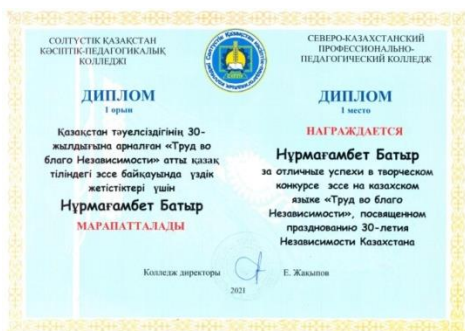 СОЛТҮСТІК ҚАЗАҚСТАН
КӘСІПТІК-ПЕДАГОГИКАЛЫҚ
КОЛЛЕДЖІ
ДИПЛОМ
1 орын
Қазақстан тәуелсіздігінің 30-
жылдығына арналған «Труд во
благо Независимости» атты қазақ
тіліндегі эссе байқауында үздік
жетістіктері үшін
Нұрмағамбет Батыр
МАРАПАТТАЛАДЫ
СЕВЕРО-КАЗАХСТАНСКИЙ
ПРОФЕССИОНАЛЬНО-
ПЕДАГОГИЧЕСКИЙ КОЛЛЕДЖ
ДИПЛОМ
1 место
НАГРАЖДАЕТСЯ
Нұрмағамбет Батыр
за отличные успехи в творческом
конкурсе эссе на казахском
языке «Труд во благо
Независимости», посвященном
празднованию 30-летия
Независимости Казахстана
Колледж директоры Е. Жакыпов
2021